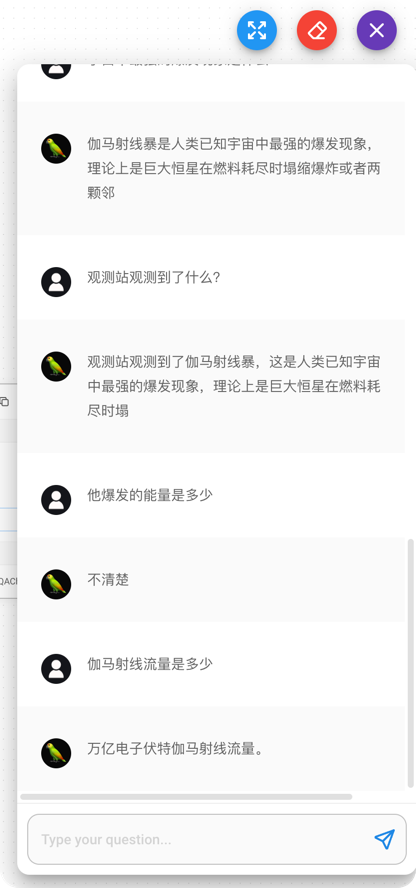 伽马射线暴是人类已知宇宙中最强的爆发现象，
理论上是巨大恒星在燃料耗尽时塌缩爆炸或者两
颗邻
观测站观测到了什么？
观测站观测到了伽马射线暴，这是人类已知宇宙
中最强的爆发现象，理论上是巨大恒星在燃料耗
尽时塌
他爆发的能量是多少
不清楚
QACh
伽马射线流量是多少
万亿电子伏特伽马射线流量。
Type your question...